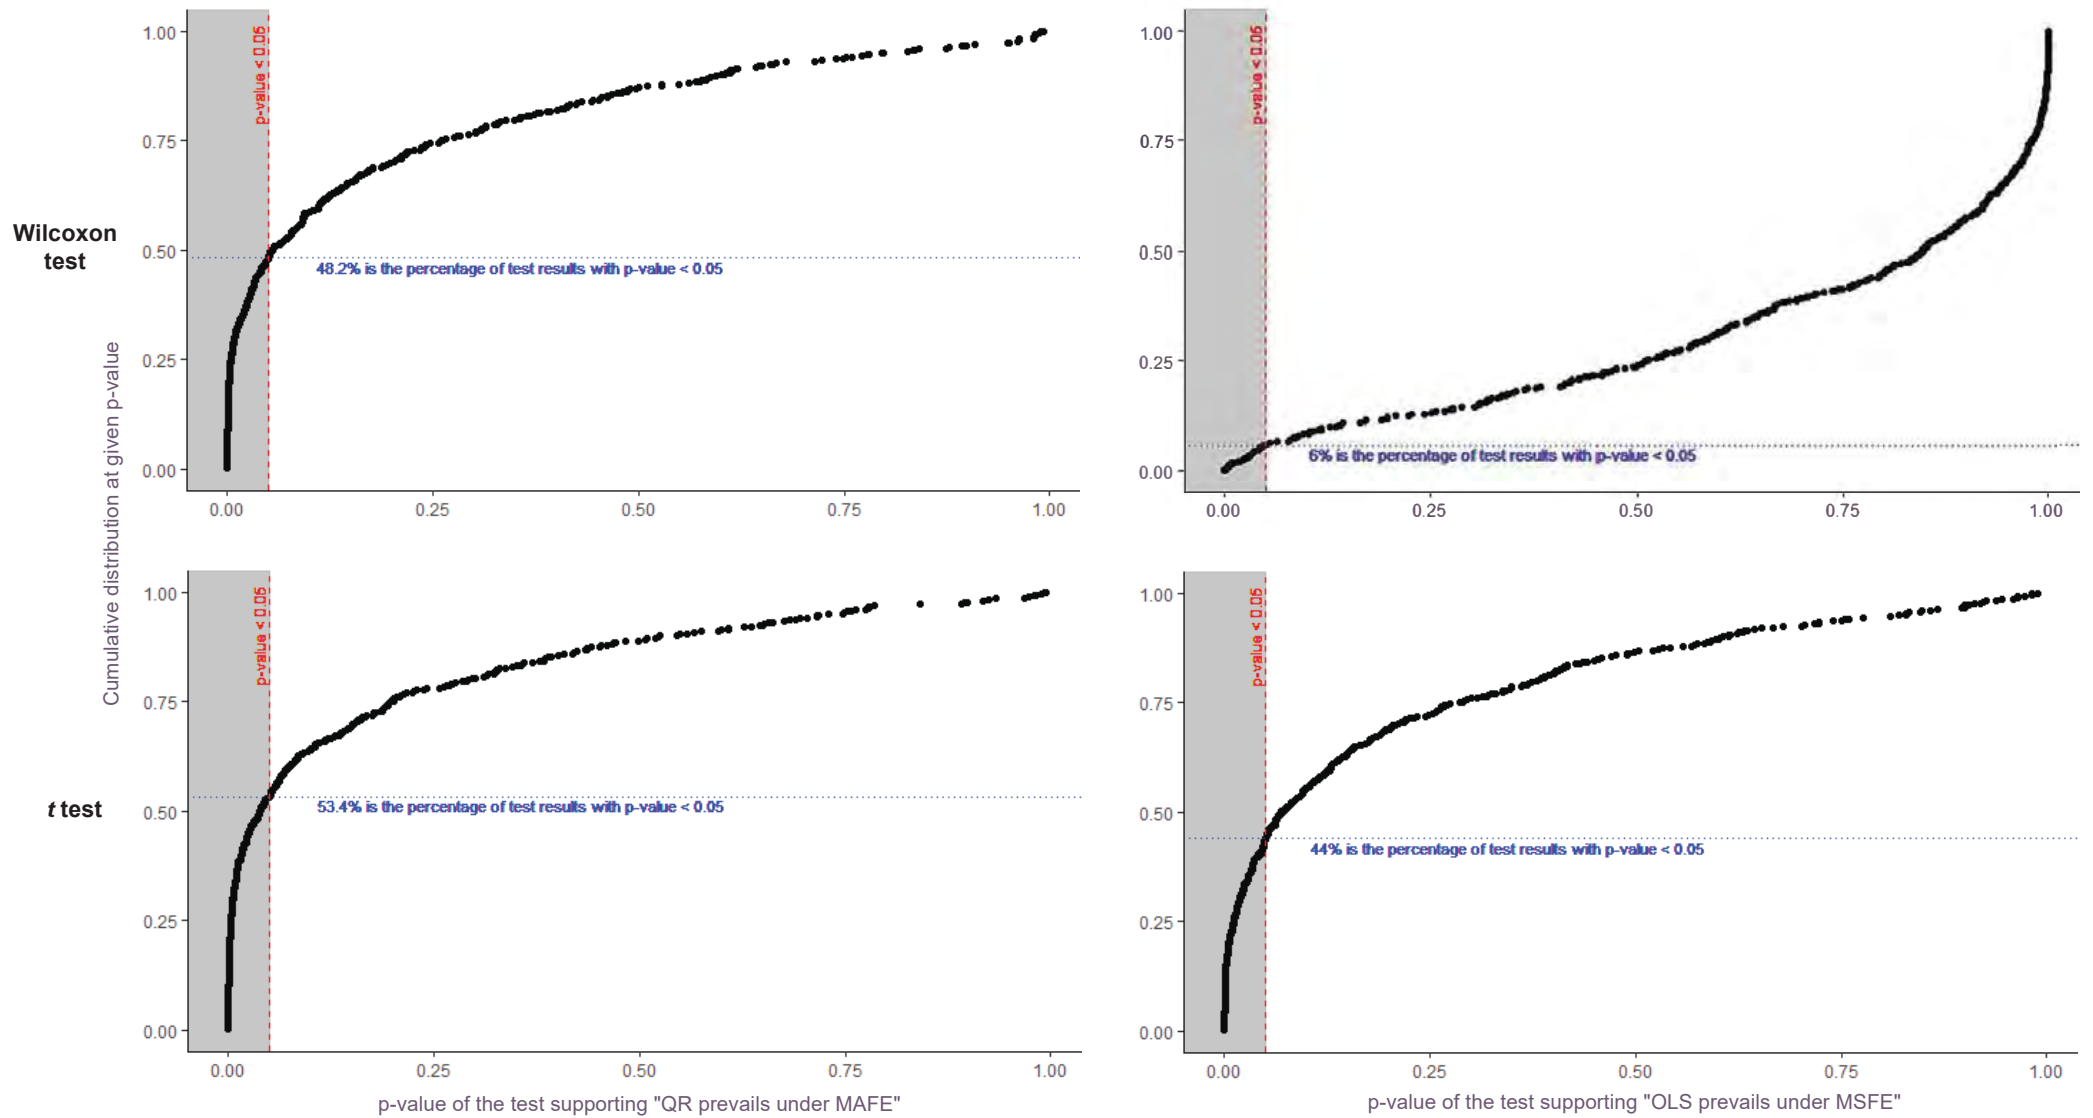 Wilcoxon
test
t test
Cumulative distribution at given p-value
1.00
0.75
0.50
0.25
0.00
p-value < 0.05
48.2% is the percentage of test results with p-value < 0.05
0.00 0.25 0.50 0.75 1.00
1.00
0.75
0.50
0.25
0.00
p-value < 0.05
6% is the percentage of test results with p-value < 0.05
0.00 0.25 0.50 0.75 1.00
1.00
0.75
0.50
0.25
0.00
p-value < 0.05
53.4% is the percentage of test results with p-value < 0.05
0.00 0.25 0.50 0.75 1.00
p-value of the test supporting "QR prevails under MAFE"
1.00
0.75
0.50
0.25
0.00
p-value < 0.05
44% is the percentage of test results with p-value < 0.05
0.00 0.25 0.50 0.75 1.00
p-value of the test supporting "OLS prevails under MSFE"